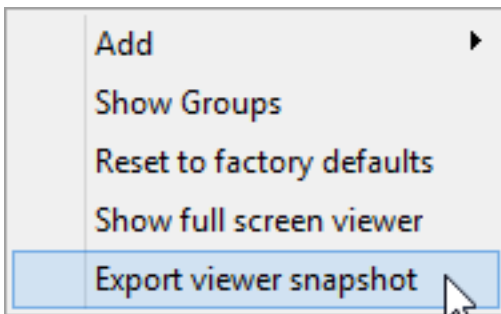 Add
Show Groups
Reset to factory defaults
Show full screen viewer
Export viewer snapshot